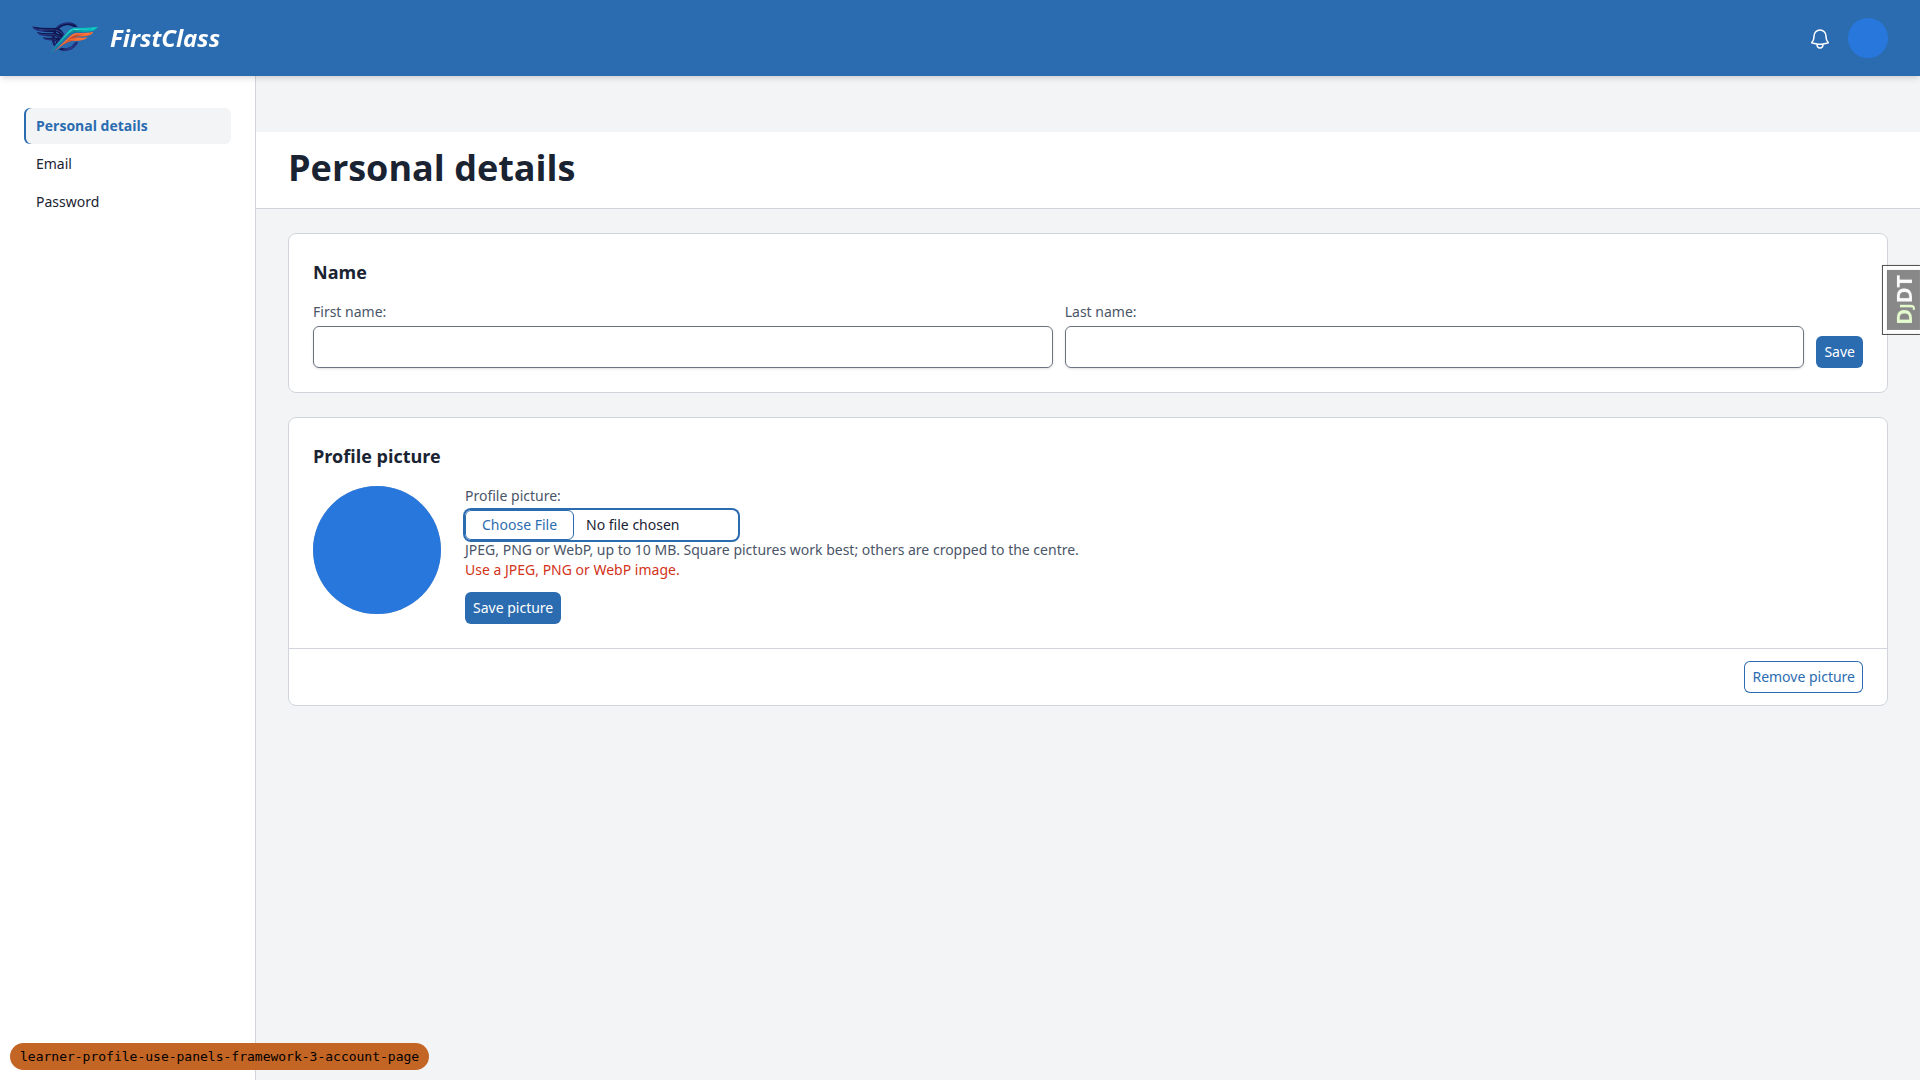 FirstClass
Personal details
Email
Password
Personal details
Name
First name:
Last name:
Save
DjDT
Profile picture
Profile picture:
Choose File No file chosen
JPEG, PNG or WebP, up to 10 MB. Square pictures work best; others are cropped to the centre.
Use a JPEG, PNG or WebP image.
Save picture
Remove picture
learner-profile-use-panels-framework-3-account-page